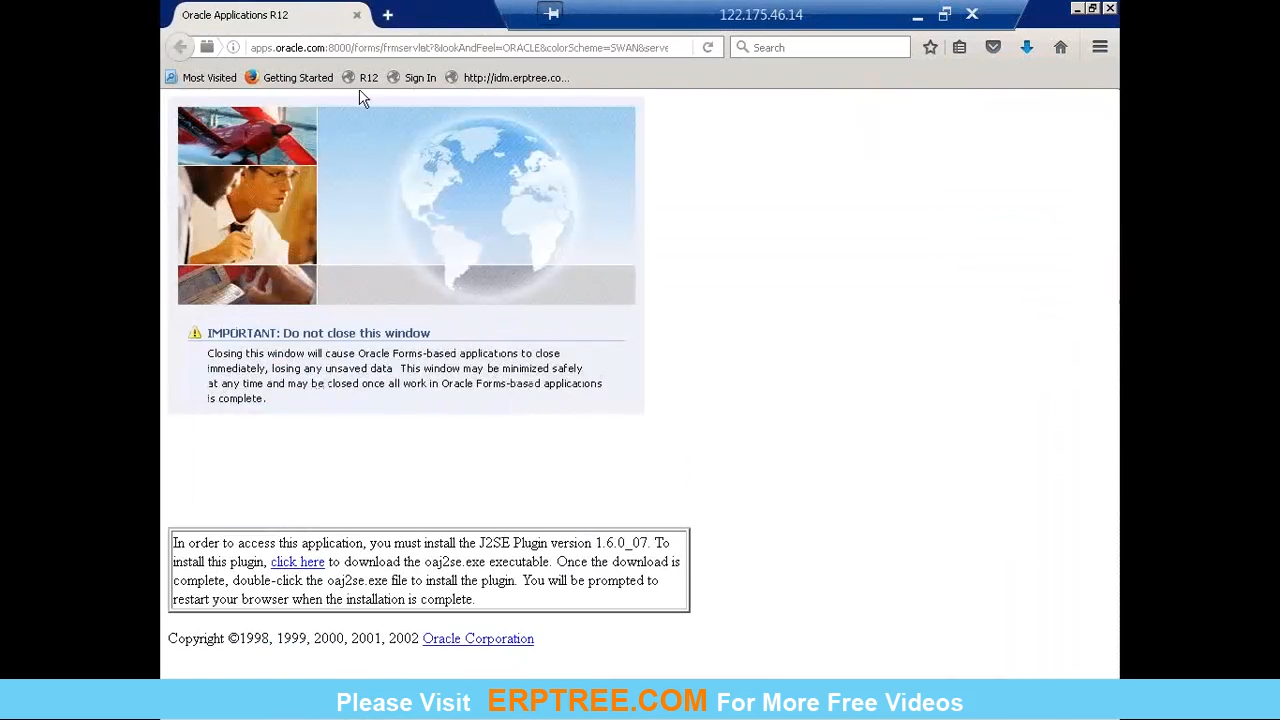 Oracle Applications R12
122.175.46.14
apps.oracle.com:8000/forms/frmservlet?&lookAndFeel=ORACLE&colorScheme=SWAN&serve
Search
Most Visited
Getting Started
R12
Sign In
http://idm.erptree.co...
IMPORTANT: Do not close this window
Closing this window will cause Oracle Forms-based applications to close
immediately, losing any unsaved data. This window may be minimized safely
at any time and may be closed once all work in Oracle Forms-based applications
is complete.
In order to access this application, you must install the J2SE Plugin version 1.6.0_07. To
install this plugin, click here to download the oaj2se.exe executable. Once the download is
complete, double-click the oaj2se.exe file to install the plugin. You will be prompted to
restart your browser when the installation is complete.
Copyright ©1998, 1999, 2000, 2001, 2002 Oracle Corporation
Please Visit ERPTREE.COM For More Free Videos